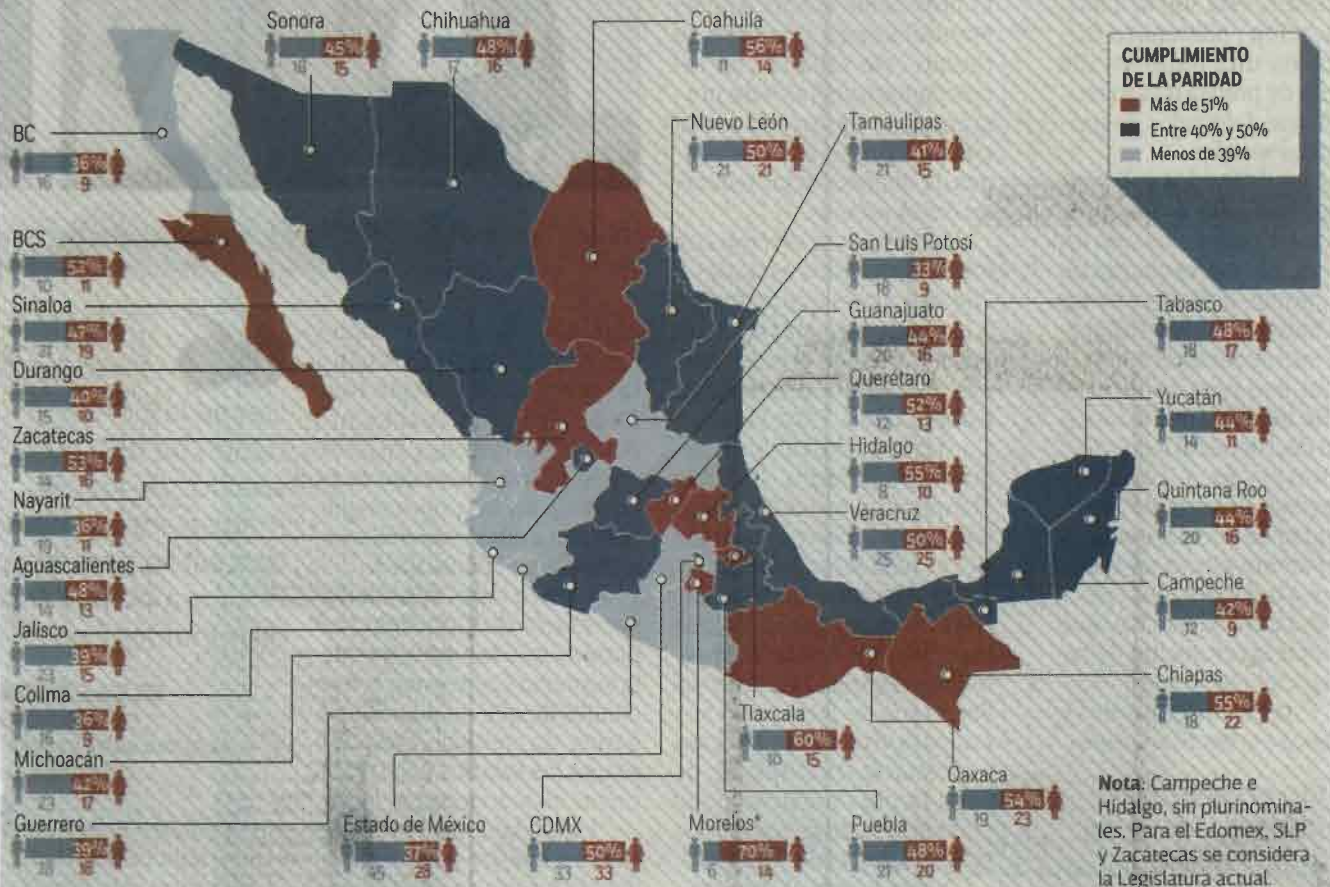 Sonora
45%
18 15
Chihuahua
48%
17 16
Coahuila
56%
11 14
CUMPLIMIENTO
DE LA PARIDAD
Más de 51%
Entre 40% y 50%
Menos de 39%
BC
36%
16 9
Nuevo León
50%
21 21
Tamaulipas
41%
21 15
BCS
52%
10 11
San Luis Potosí
33%
18 9
Sinaloa
47%
21 19
Guanajuato
44%
20 16
Tabasco
48%
18 17
Durango
40%
15 10
Querétaro
52%
12 13
Yucatán
44%
14 11
Zacatecas
53%
14 16
Hidalgo
55%
8 10
Nayarit
36%
19 11
Veracruz
50%
25 25
Quintana Roo
44%
20 16
Aguascalientes
48%
14 13
Campeche
42%
12 9
Jalisco
39%
23 15
Chiapas
55%
18 22
Colima
36%
16 9
Tlaxcala
60%
10 15
Michoacán
42%
23 17
Oaxaca
54%
19 23
Guerrero
39%
28 18
Estado de México
37%
45 28
CDMX
50%
33 33
Morelos*
70%
6 14
Puebla
48%
21 20
Nota: Campeche e
Hidalgo, sin plurinomina-
les. Para el Edomex, SLP
y Zacatecas se considera
la Legislatura actual.